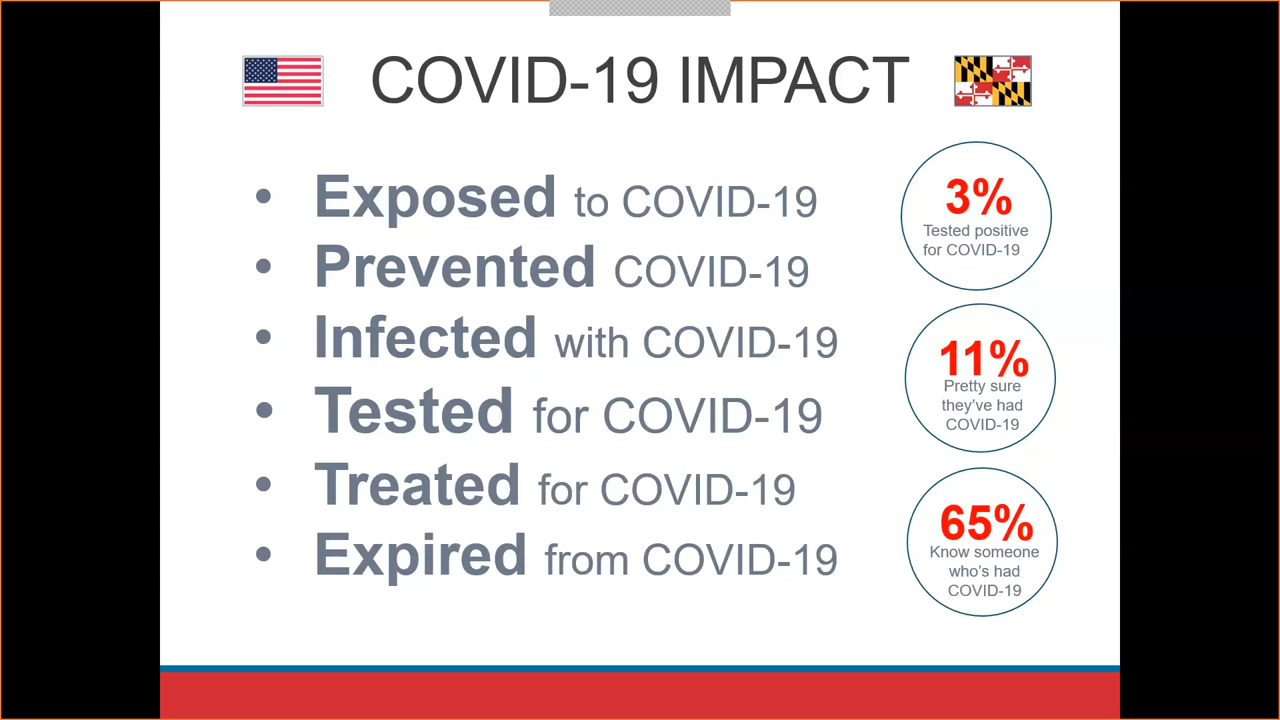 COVID-19 IMPACT
• Exposed to COVID-19
• Prevented COVID-19
• Infected with COVID-19
• Tested for COVID-19
• Treated for COVID-19
• Expired from COVID-19
3%
Tested positive
for COVID-19
11%
Pretty sure
they've had
COVID-19
65%
Know someone
who's had
COVID-19